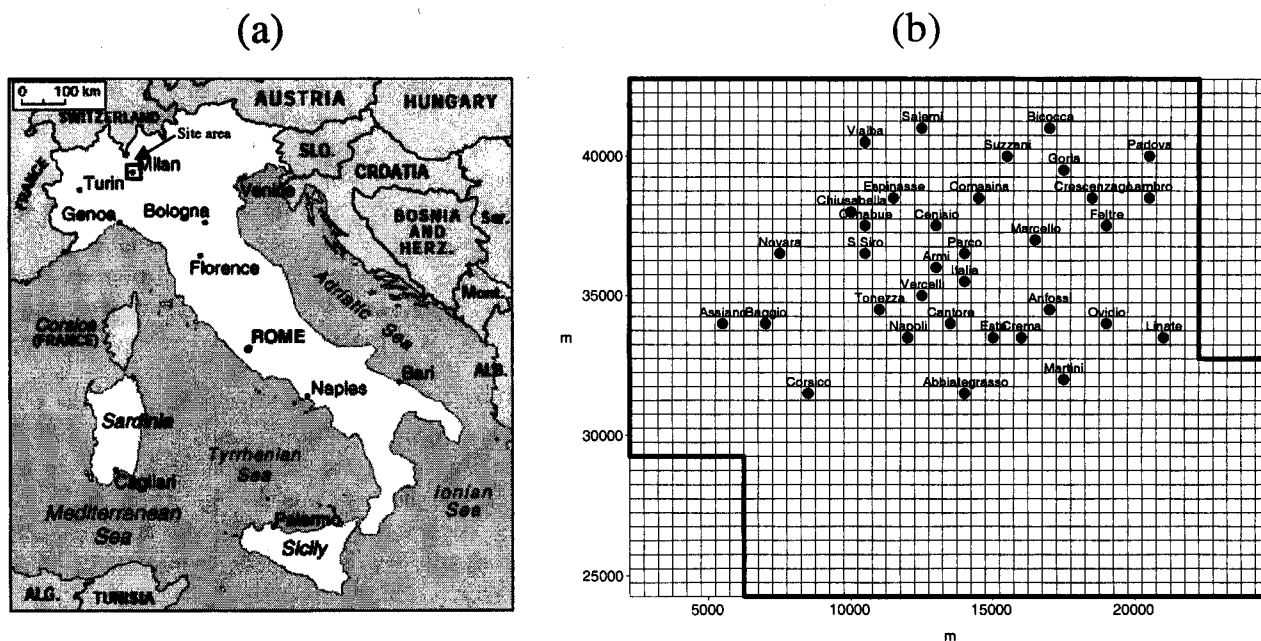 (a)
(b)
0 100 km
AUSTRIA
HUNGARY
SWITZERLAND
Site area
SLO.
CROATIA
FRANCE
Milan
Turin
Venice
Genoa
Bologna
BOSNIA
AND
HERZ.
Ser.
Florence
Adriatic Sea
Mont.
Corsica
(FRANCE)
ROME
ALB.
Bari
Naples
Sardinia
Tyrrhenian
Sea
Cagliari
Ionian
Sea
Mediterranean
Sea
Palermo
Sicily
ALG.
TUNISIA
Salerni
Bicocca
Vialba
40000
Suzzani
Padova
Gorla
Espinasse
Comasina
Crescenzago
Lambro
Chiusabella
Cenisio
Feltre
Marcello
Novara
S.Siro
Parco
Armi
Italia
35000
Vercelli
Tonezza
Anfossi
Assiano
Baggio
Cantore
Ovidio
m
Napoli
Este
Crema
Linate
Martini
Corsico
Abbiategrasso
30000
25000
5000
10000
15000
20000
m